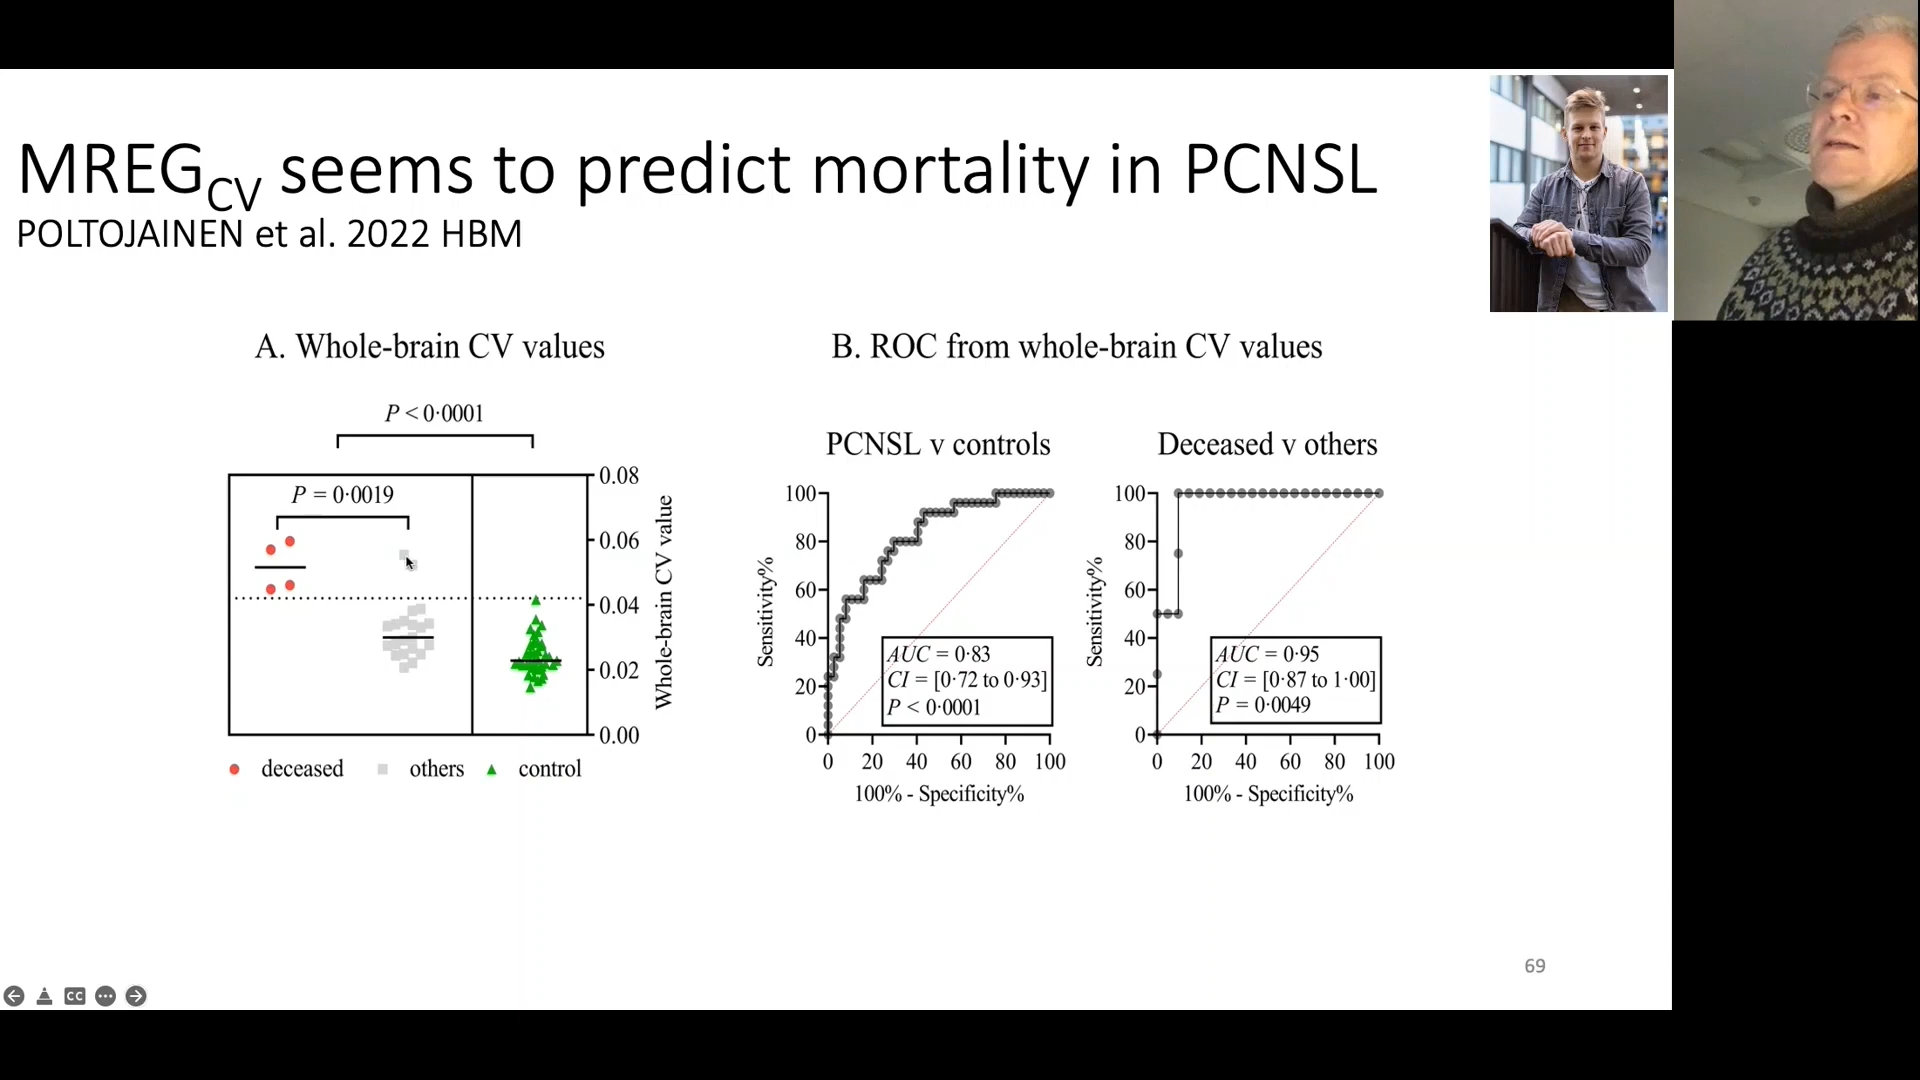 MREGCV seems to predict mortality in PCNSL
POLTOJAINEN et al. 2022 HBM
A. Whole-brain CV values
P < 0·0001
P = 0·0019
0.08
0.06
0.04
0.02
0.00
Whole-brain CV value
deceased others control
B. ROC from whole-brain CV values
PCNSL v controls
100
80
60
40
20
0
Sensitivity%
AUC = 0·83
CI = [0·72 to 0·93]
P < 0·0001
0 20 40 60 80 100
100% - Specificity%
Deceased v others
100
80
60
40
20
0
Sensitivity%
AUC = 0·95
CI = [0·87 to 1·00]
P = 0·0049
0 20 40 60 80 100
100% - Specificity%
69
CC